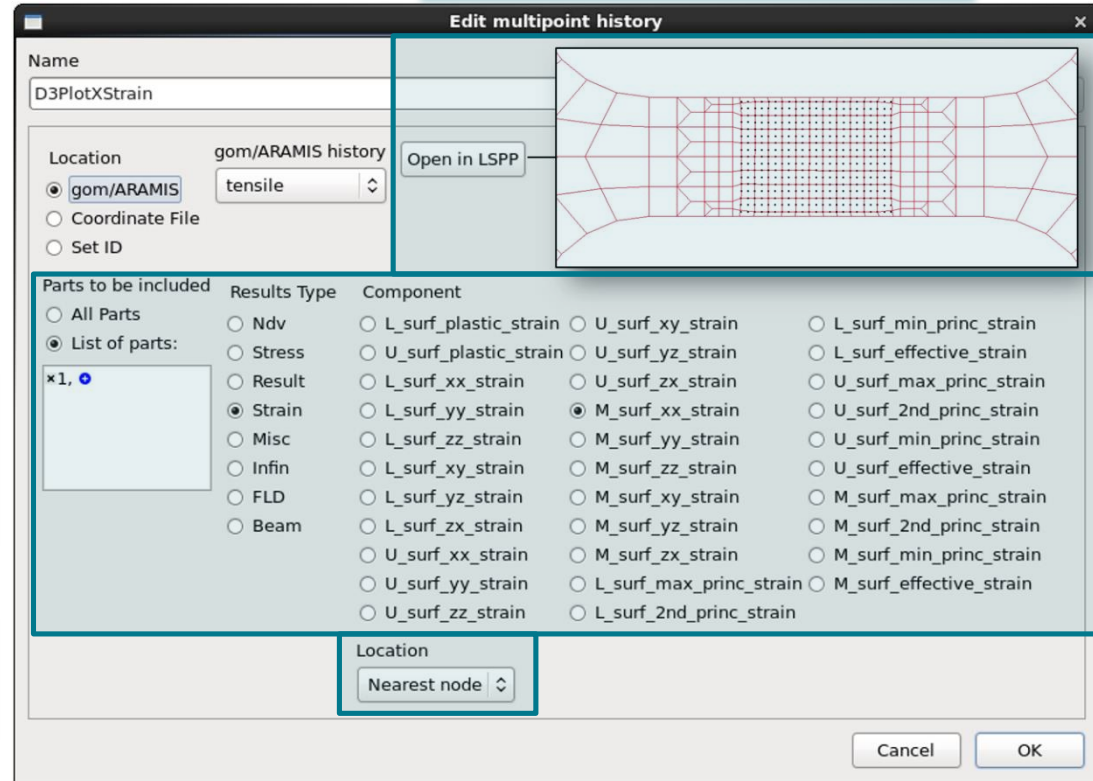 Edit multipoint history
Name
D3PlotXStrain
Location
gom/ARAMIS
Coordinate File
Set ID
gom/ARAMIS history
tensile
Open in LSPP
Parts to be included
All Parts
List of parts:
×1,
Results Type
Ndv
Stress
Result
Strain
Misc
Infin
FLD
Beam
Component
L_surf_plastic_strain
U_surf_plastic_strain
L_surf_xx_strain
L_surf_yy_strain
L_surf_zz_strain
L_surf_xy_strain
L_surf_yz_strain
L_surf_zx_strain
U_surf_xx_strain
U_surf_yy_strain
U_surf_zz_strain
U_surf_xy_strain
U_surf_yz_strain
U_surf_zx_strain
M_surf_xx_strain
M_surf_yy_strain
M_surf_zz_strain
M_surf_xy_strain
M_surf_yz_strain
M_surf_zx_strain
L_surf_max_princ_strain
L_surf_2nd_princ_strain
L_surf_min_princ_strain
L_surf_effective_strain
U_surf_max_princ_strain
U_surf_2nd_princ_strain
U_surf_min_princ_strain
U_surf_effective_strain
M_surf_max_princ_strain
M_surf_2nd_princ_strain
M_surf_min_princ_strain
M_surf_effective_strain
Location
Nearest node
Cancel
OK